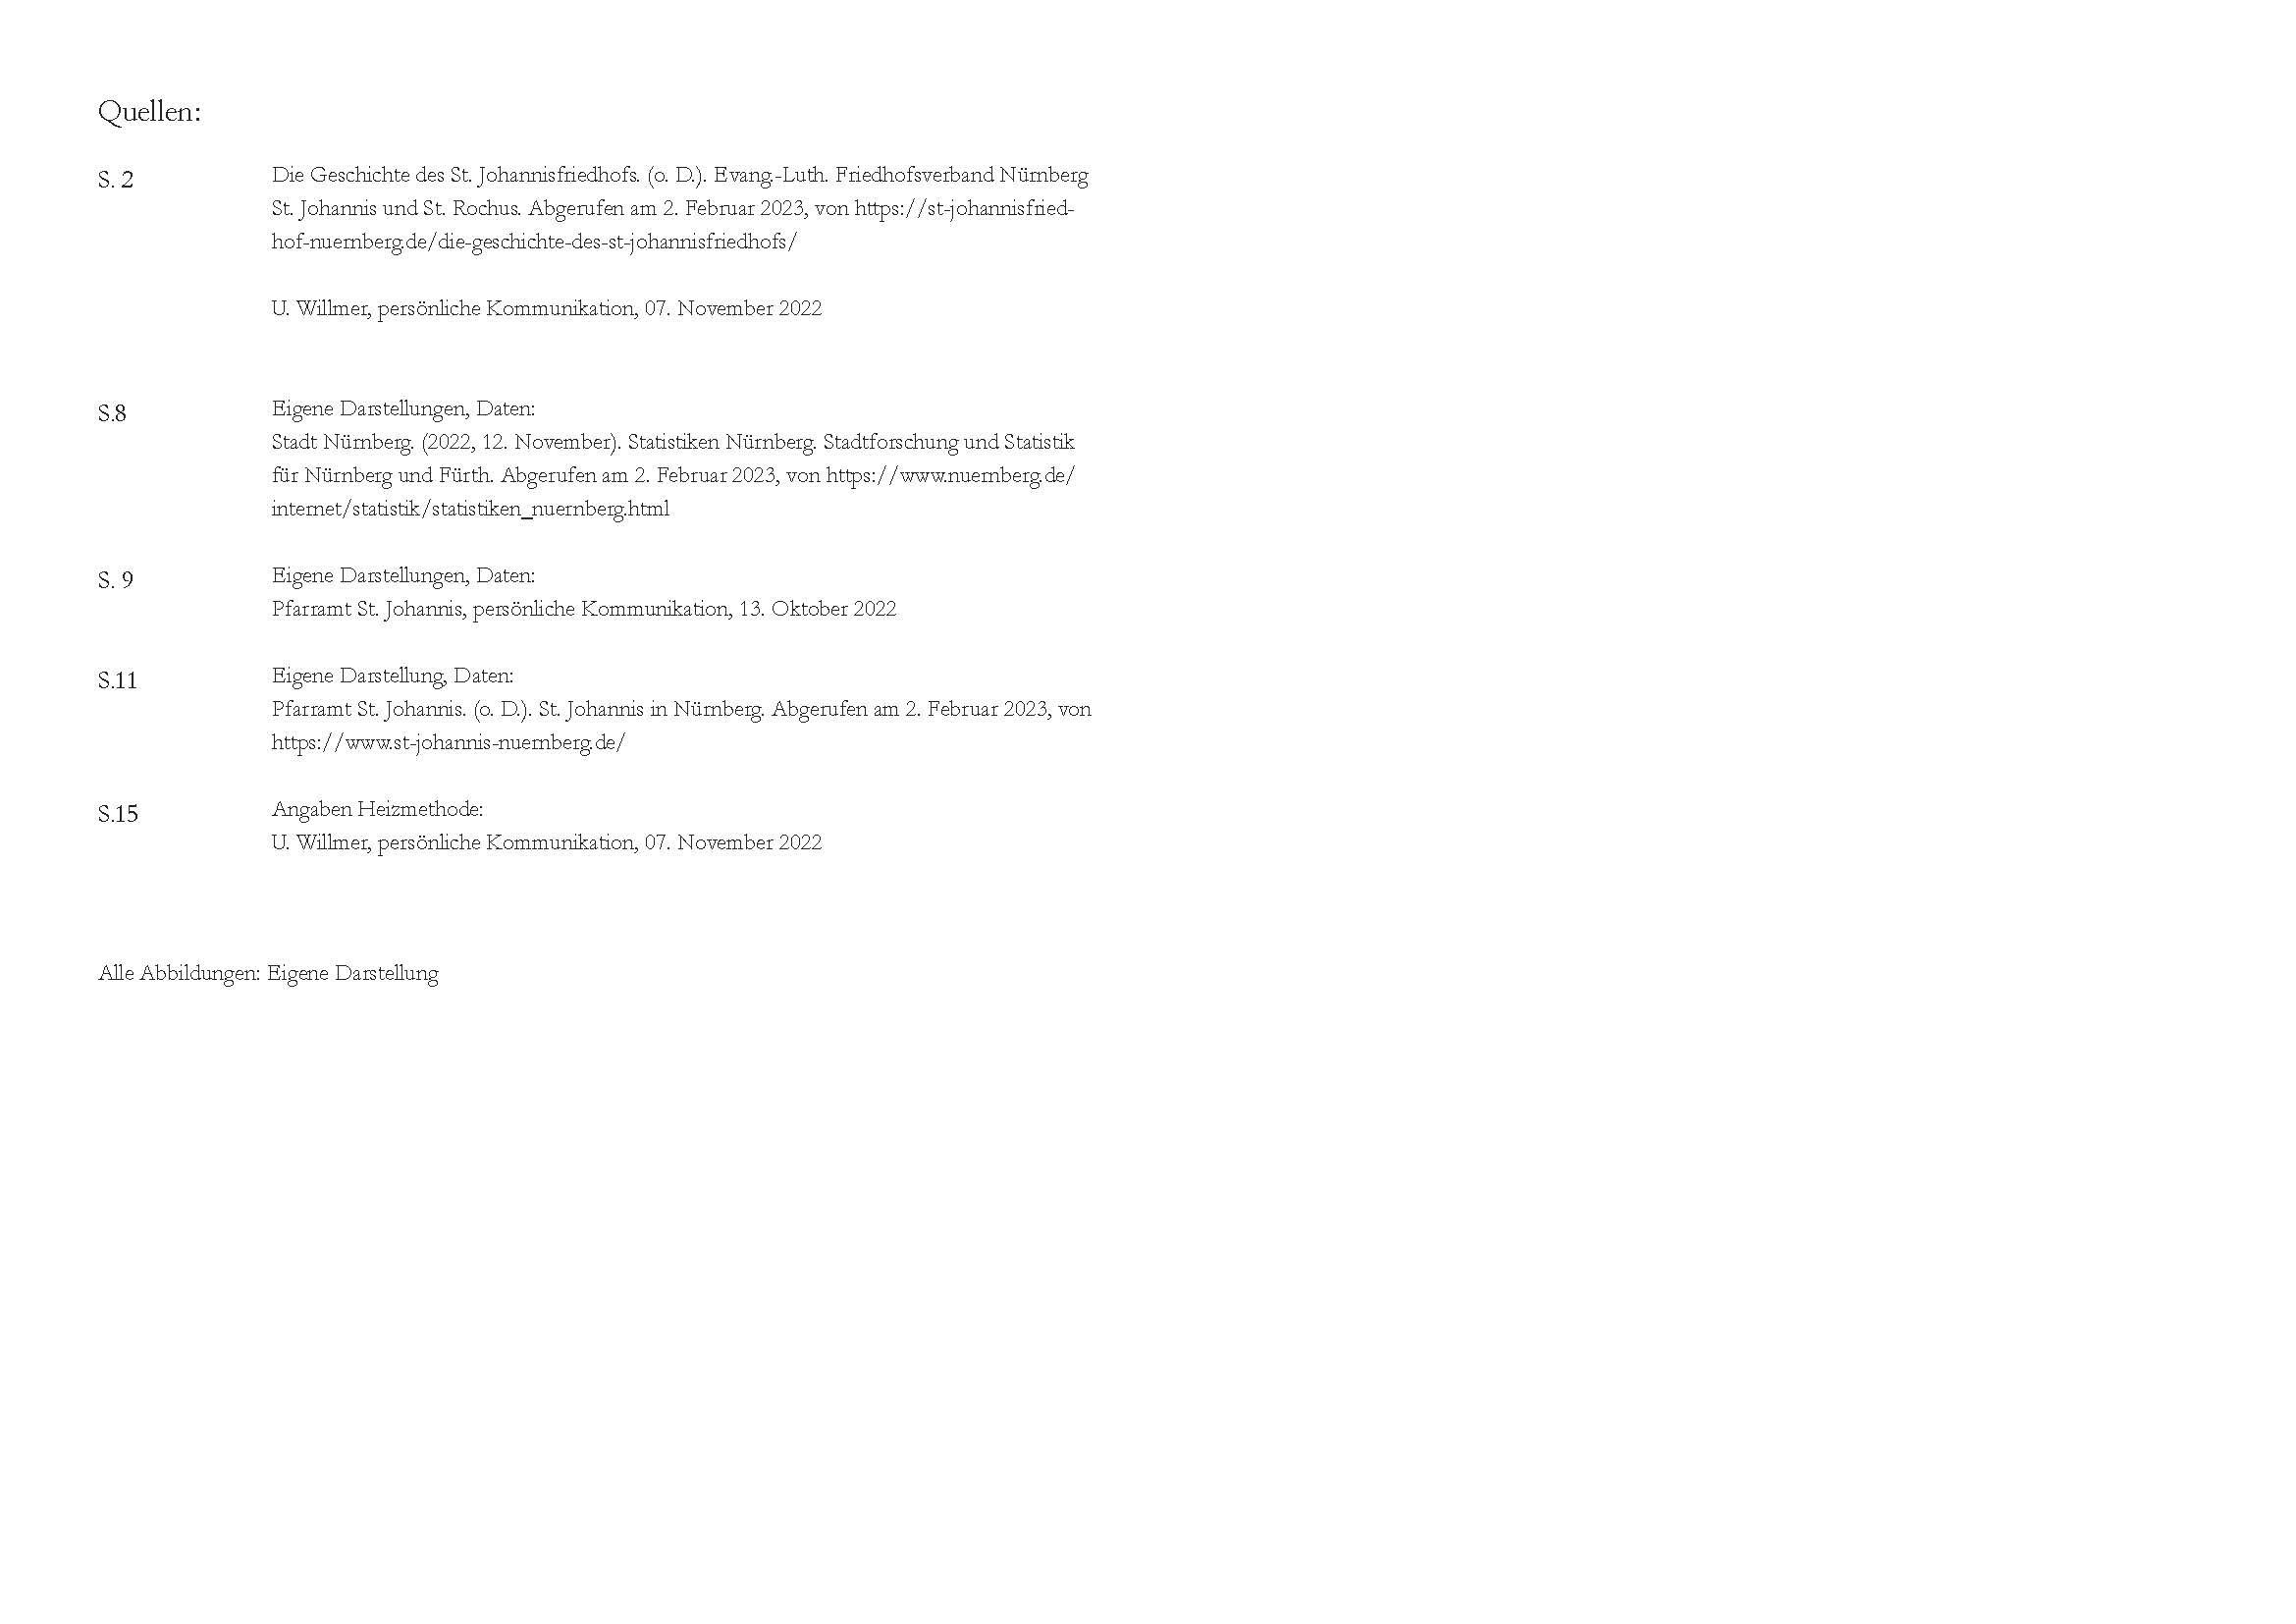 Quellen:
S. 2
Die Geschichte des St. Johannisfriedhofs. (o. D.). Evang.-Luth. Friedhofsverband Nürnberg
St. Johannis und St. Rochus. Abgerufen am 2. Februar 2023, von https://st-johannisfried-
hof-nuernberg.de/die-geschichte-des-st-johannisfriedhofs/
U. Willmer, persönliche Kommunikation, 07. November 2022
S.8
Eigene Darstellungen, Daten:
Stadt Nürnberg. (2022, 12. November). Statistiken Nürnberg. Stadtforschung und Statistik
für Nürnberg und Fürth. Abgerufen am 2. Februar 2023, von https://www.nuernberg.de/
internet/statistik/statistiken_nuernberg.html
S. 9
Eigene Darstellungen, Daten:
Pfarramt St. Johannis, persönliche Kommunikation, 13. Oktober 2022
S.11
Eigene Darstellung, Daten:
Pfarramt St. Johannis. (o. D.). St. Johannis in Nürnberg. Abgerufen am 2. Februar 2023, von
https://www.st-johannis-nuernberg.de/
S.15
Angaben Heizmethode:
U. Willmer, persönliche Kommunikation, 07. November 2022
Alle Abbildungen: Eigene Darstellung